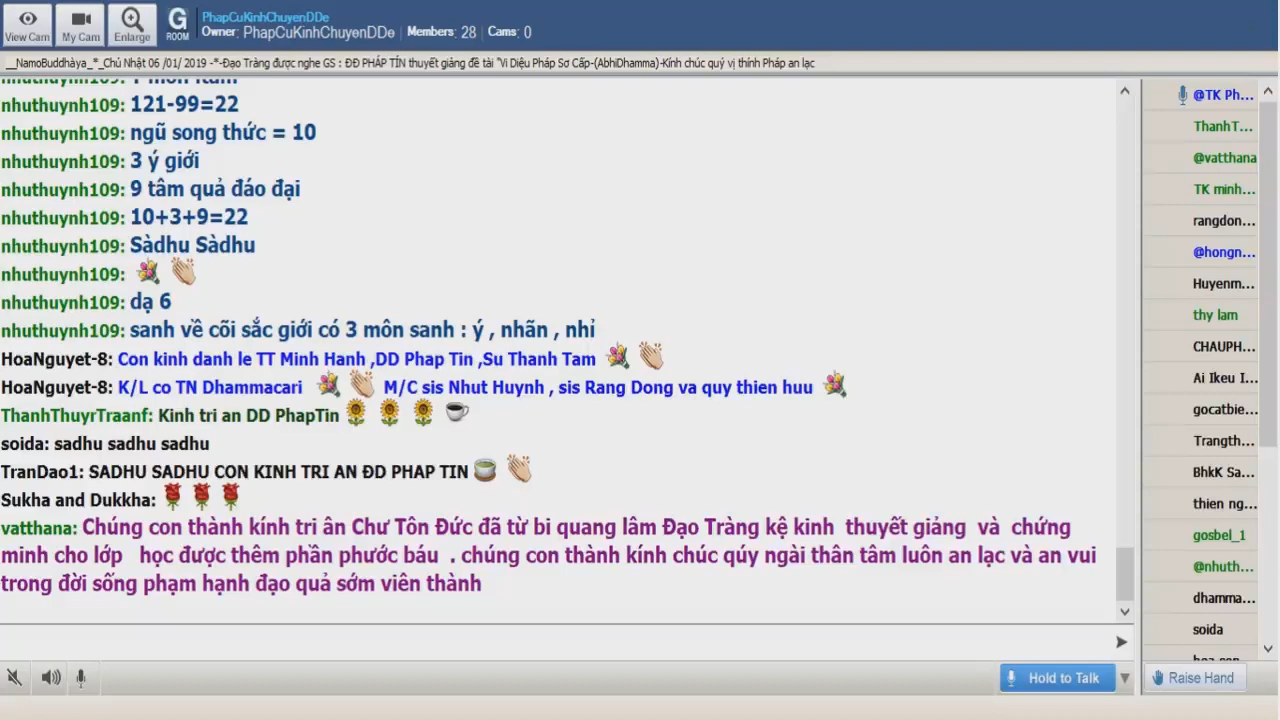 View Cam
My Cam
Enlarge
G
ROOM
PhapCuKinhChuyenDDe
Owner: PhapCuKinhChuyenDDe | Members: 28 Cams: 0
__NamoBuddhàya_*_Chủ Nhật 06 /01/ 2019 -*-Đạo Tràng được nghe GS : ĐĐ PHÁP TÍN thuyết giảng đề tài "Vi Diệu Pháp Sơ Cấp-(AbhiDhamma)-Kính chúc quý vị thính Pháp an lạc
nhuthuynh109: 121-99=22
nhuthuynh109: ngũ song thức = 10
nhuthuynh109: 3 ý giới
nhuthuynh109: 9 tâm quả đáo đại
nhuthuynh109: 10+3+9=22
nhuthuynh109: Sàdhu Sàdhu
nhuthuynh109:
nhuthuynh109: dạ 6
nhuthuynh109: sanh về cõi sắc giới có 3 môn sanh : ý , nhãn , nhỉ
HoaNguyet-8: Con kinh danh le TT Minh Hanh ,DD Phap Tin ,Su Thanh Tam
HoaNguyet-8: K/L co TN Dhammacari M/C sis Nhut Huynh , sis Rang Dong va quy thien huu
ThanhThuyrTraanf: Kinh tri an DD PhapTin
soida: sadhu sadhu sadhu
TranDao1: SADHU SADHU CON KINH TRI AN ĐD PHAP TIN
Sukha and Dukkha:
vatthana: Chúng con thành kính tri ân Chư Tôn Đức đã từ bi quang lâm Đạo Tràng kệ kinh thuyết giảng và chứng
minh cho lớp học được thêm phần phước báu . chúng con thành kính chúc qúy ngài thân tâm luôn an lạc và an vui
trong đời sống phạm hạnh đạo quả sớm viên thành
@TK Ph...
ThanhT...
@vatthana
TK minh...
rangdon...
@hongn...
Huyenm...
thy lam
CHAUPH...
Ai Ikeu I...
gocatbie...
Trangth...
BhkK Sa...
thien ng...
gosbel_1
@nhuth...
dhamma...
soida
Hold to Talk
Raise Hand